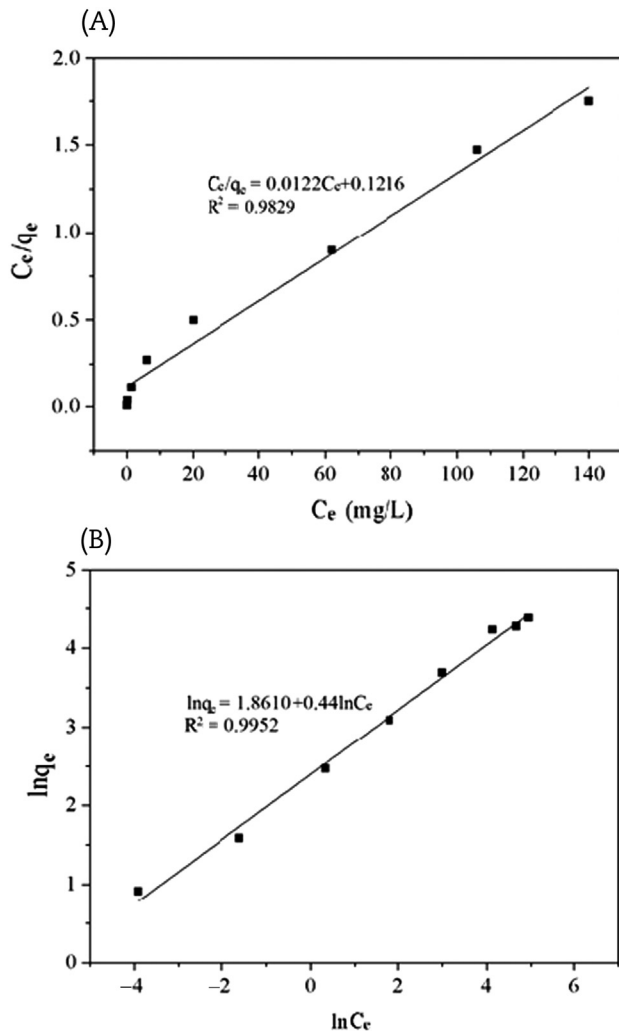 (A)
2.0
1.5
1.0
0.5
0.0
Cₑ/qₑ
Cₑ/qₑ = 0.0122Cₑ+0.1216
R² = 0.9829
0 20 40 60 80 100 120 140
Cₑ (mg/L)
(B)
5
4
3
2
1
0
lnqₑ
lnqₑ = 1.8610+0.44lnCₑ
R² = 0.9952
–4 –2 0 2 4 6
lnCₑ